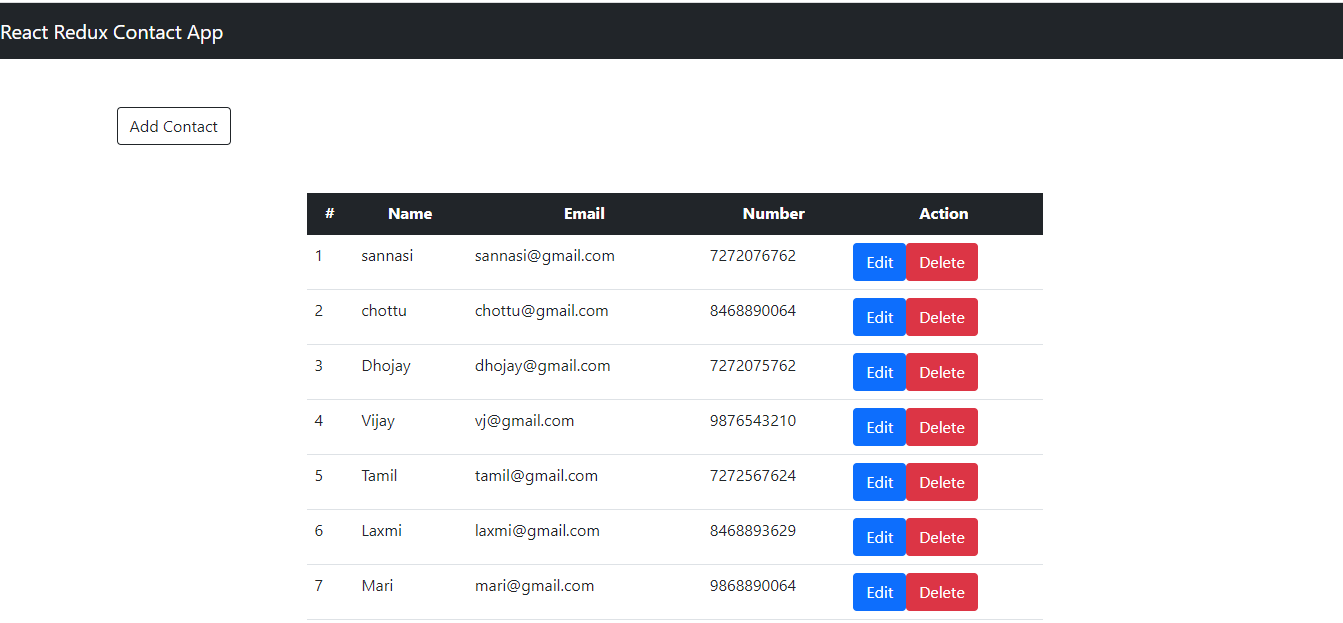 React Redux Contact App
Add Contact
# Name Email Number Action
1 sannasi sannasi@gmail.com 7272076762 Edit Delete
2 chottu chottu@gmail.com 8468890064 Edit Delete
3 Dhojay dhojay@gmail.com 7272075762 Edit Delete
4 Vijay vj@gmail.com 9876543210 Edit Delete
5 Tamil tamil@gmail.com 7272567624 Edit Delete
6 Laxmi laxmi@gmail.com 8468893629 Edit Delete
7 Mari mari@gmail.com 9868890064 Edit Delete